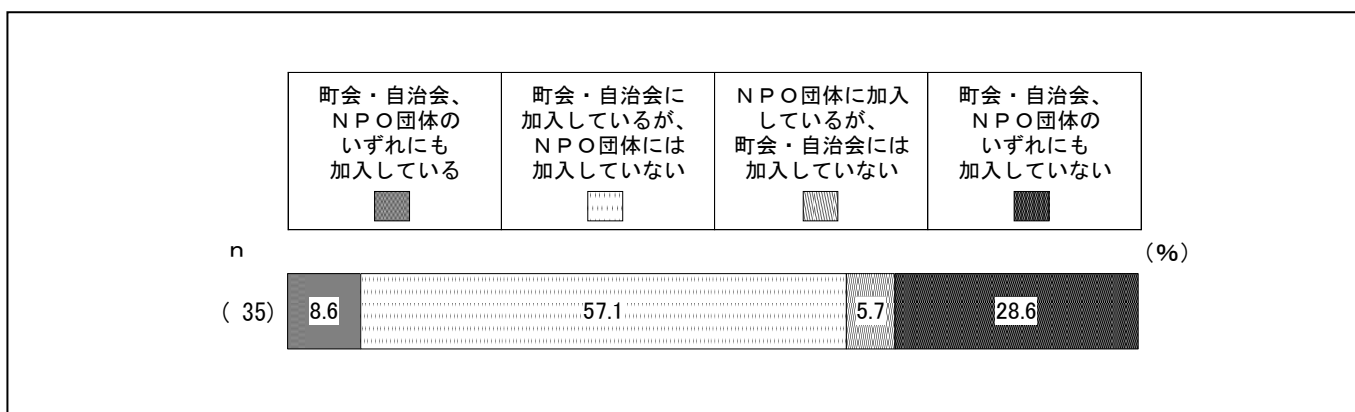 町会・自治会、
ＮＰＯ団体の
いずれにも
加入している
町会・自治会に
加入しているが、
ＮＰＯ団体には
加入していない
ＮＰＯ団体に加入
しているが、
町会・自治会には
加入していない
町会・自治会、
ＮＰＯ団体の
いずれにも
加入していない
ｎ
(％)
( 35) 8.6 57.1 5.7 28.6